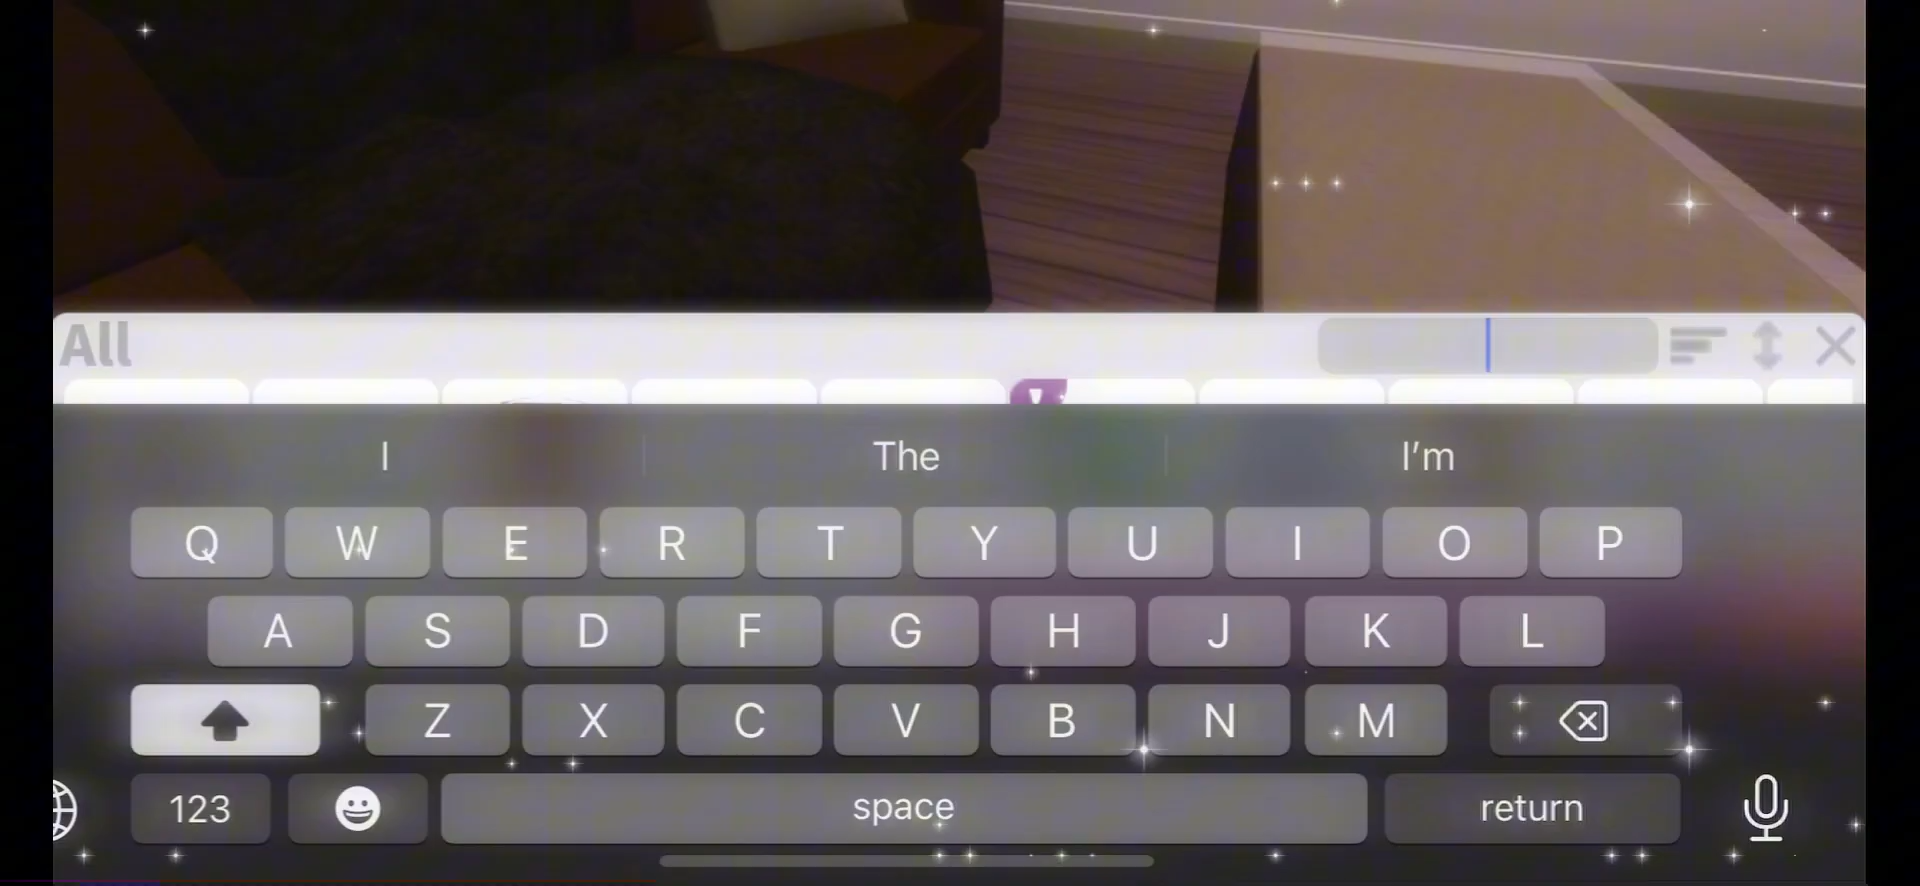 All
I The I'm
Q W E R T Y U I O P
A S D F G H J K L
Z X C V B N M
123 space return